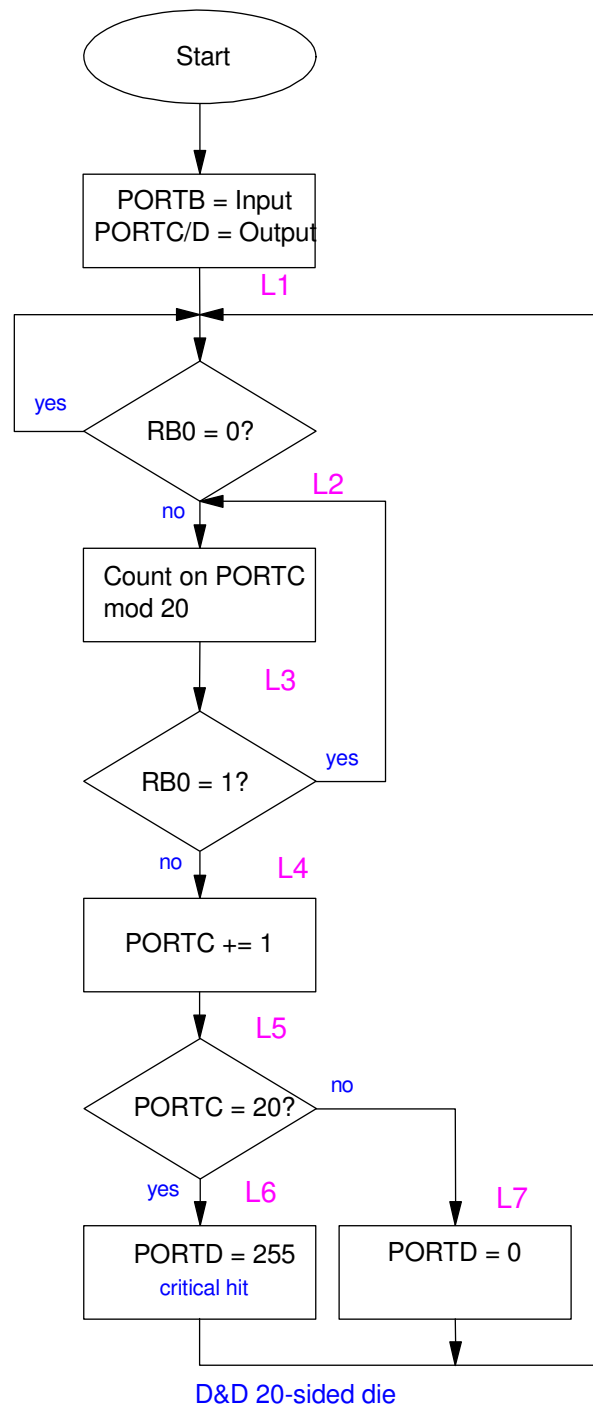 Start
PORTB = Input
PORTC/D = Output
L1
yes
RB0 = 0?
L2
no
Count on PORTC
mod 20
L3
RB0 = 1?
yes
no
L4
PORTC += 1
L5
PORTC = 20?
no
yes
L6
L7
PORTD = 255
critical hit
PORTD = 0
D&D 20-sided die